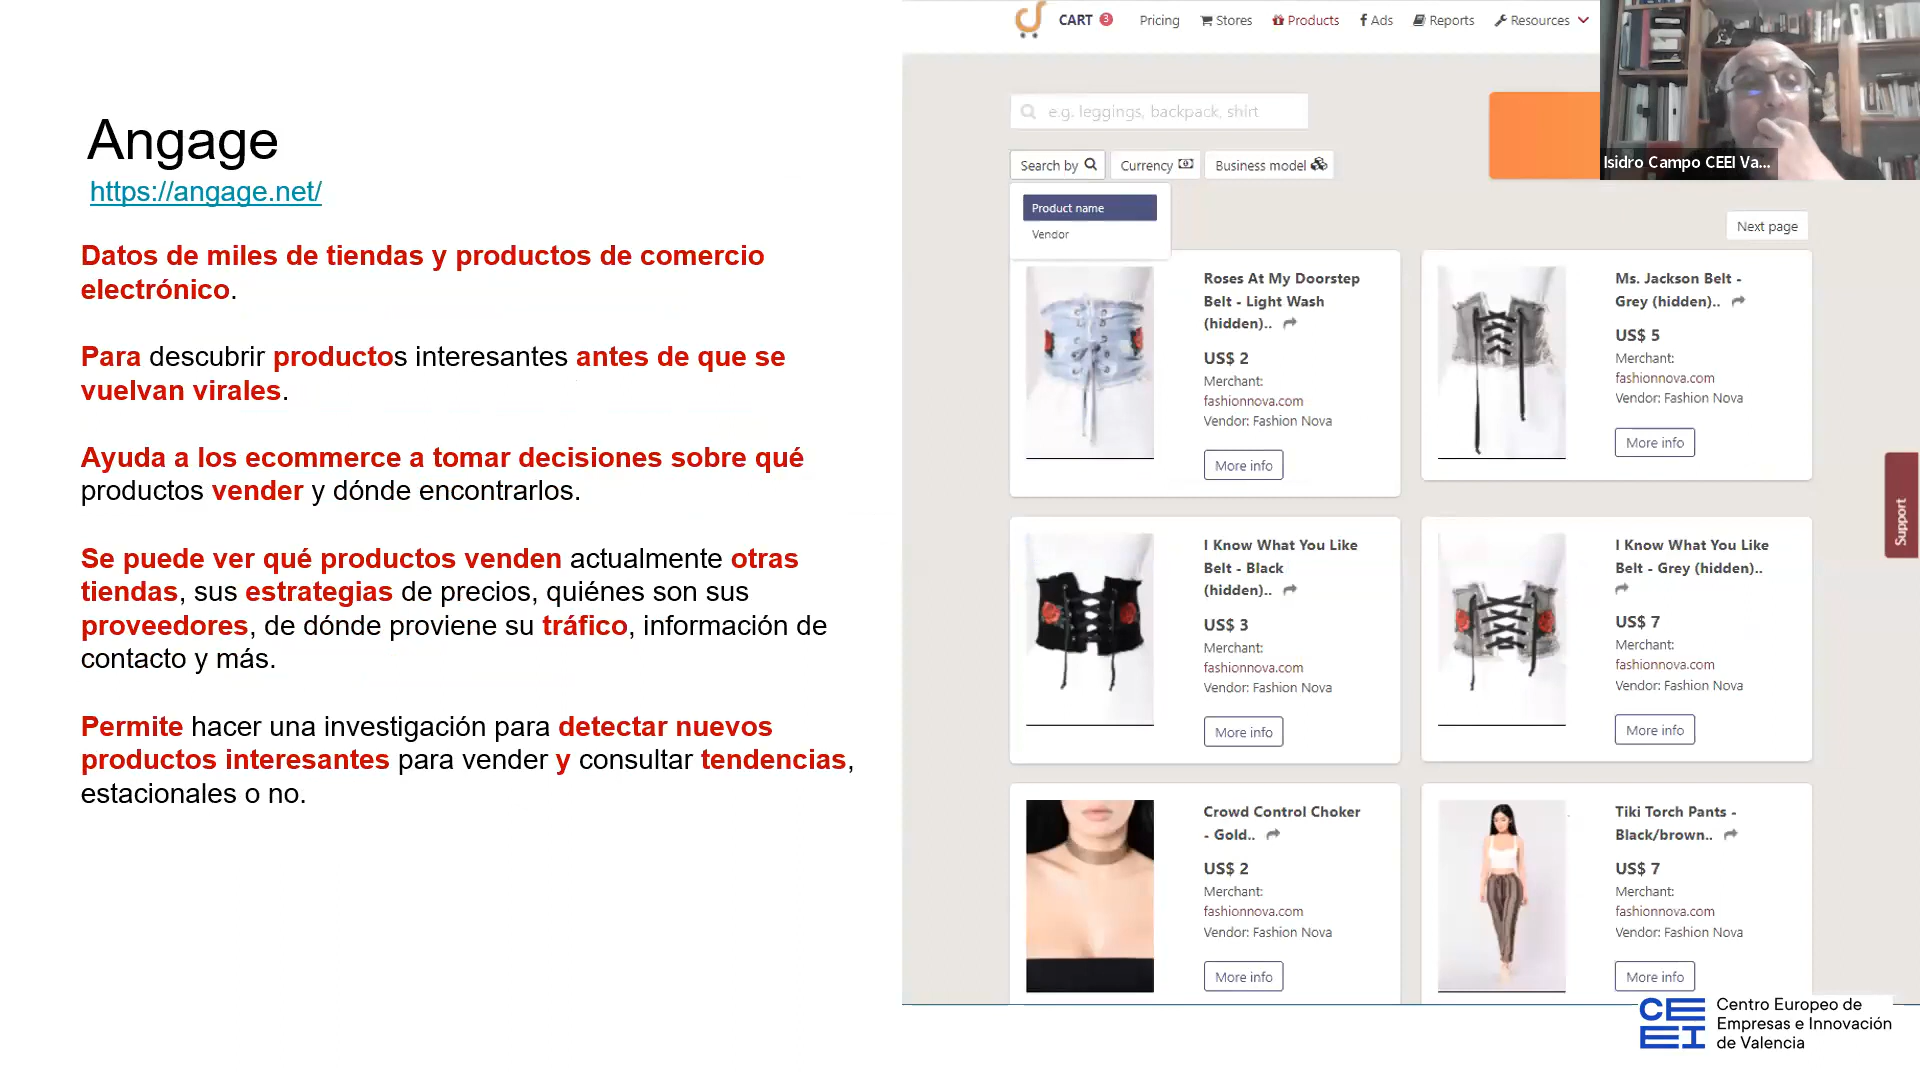 Angage
https://angage.net/
Datos de miles de tiendas y productos de comercio
electrónico.
Para descubrir productos interesantes antes de que se
vuelvan virales.
Ayuda a los ecommerce a tomar decisiones sobre qué
productos vender y dónde encontrarlos.
Se puede ver qué productos venden actualmente otras
tiendas, sus estrategias de precios, quiénes son sus
proveedores, de dónde proviene su tráfico, información de
contacto y más.
Permite hacer una investigación para detectar nuevos
productos interesantes para vender y consultar tendencias,
estacionales o no.
CART 3 Pricing Stores Products Ads Reports Resources
e.g. leggings, backpack, shirt
Search by Currency Business model
Product name
Vendor
Next page
Roses At My Doorstep
Belt - Light Wash
(hidden)..
US$ 2
Merchant:
fashionnova.com
Vendor: Fashion Nova
More info
Ms. Jackson Belt -
Grey (hidden)..
US$ 5
Merchant:
fashionnova.com
Vendor: Fashion Nova
More info
I Know What You Like
Belt - Black
(hidden)..
US$ 3
Merchant:
fashionnova.com
Vendor: Fashion Nova
More info
I Know What You Like
Belt - Grey (hidden)..
US$ 7
Merchant:
fashionnova.com
Vendor: Fashion Nova
More info
Crowd Control Choker
- Gold..
US$ 2
Merchant:
fashionnova.com
Vendor: Fashion Nova
More info
Tiki Torch Pants -
Black/brown..
US$ 7
Merchant:
fashionnova.com
Vendor: Fashion Nova
More info
Support
Isidro Campo CEEI Va...
CEEI
Centro Europeo de
Empresas e Innovación
de Valencia